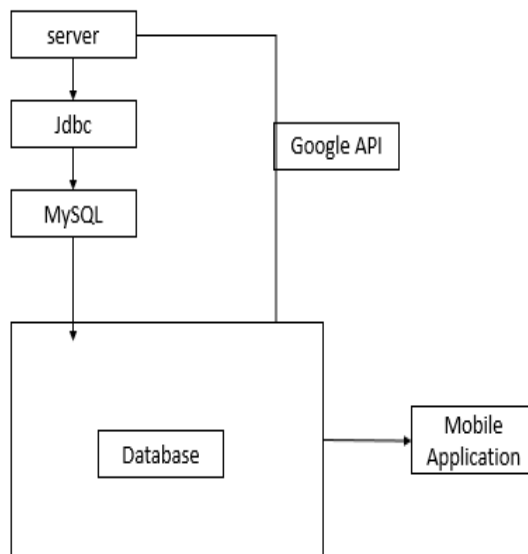 server
Jdbc
Google API
MySQL
Database
Mobile
Application